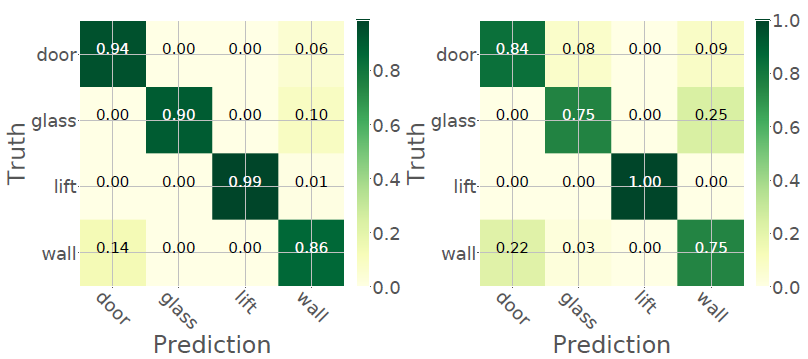 door 0.94 0.00 0.00 0.06
glass 0.00 0.90 0.00 0.10
lift 0.00 0.00 0.99 0.01
wall 0.14 0.00 0.00 0.86
door glass lift wall
Truth
Prediction
0.8
0.6
0.4
0.2
0.0
door 0.84 0.08 0.00 0.09
glass 0.00 0.75 0.00 0.25
lift 0.00 0.00 1.00 0.00
wall 0.22 0.03 0.00 0.75
door glass lift wall
Truth
Prediction
1.0
0.8
0.6
0.4
0.2
0.0